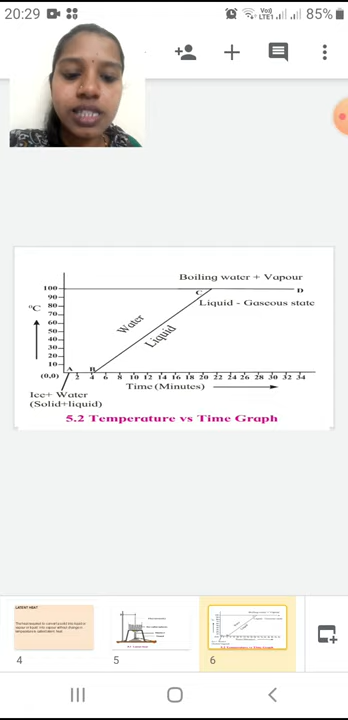 20:29
Vo)
LTE1
85%
Boiling water + Vapour
100
C
D
90
Liquid - Gaseous state
°C
80
70
Water
60
Liquid
50
40
30
20
10
A
B
(0,0)
2 4 6 8 10 12 14 16 18 20 22 24 26 28 30 32 34
Time (Minutes)
Ice+ Water
(Solid+liquid)
5.2 Temperature vs Time Graph
LATENT HEAT
4
5
6